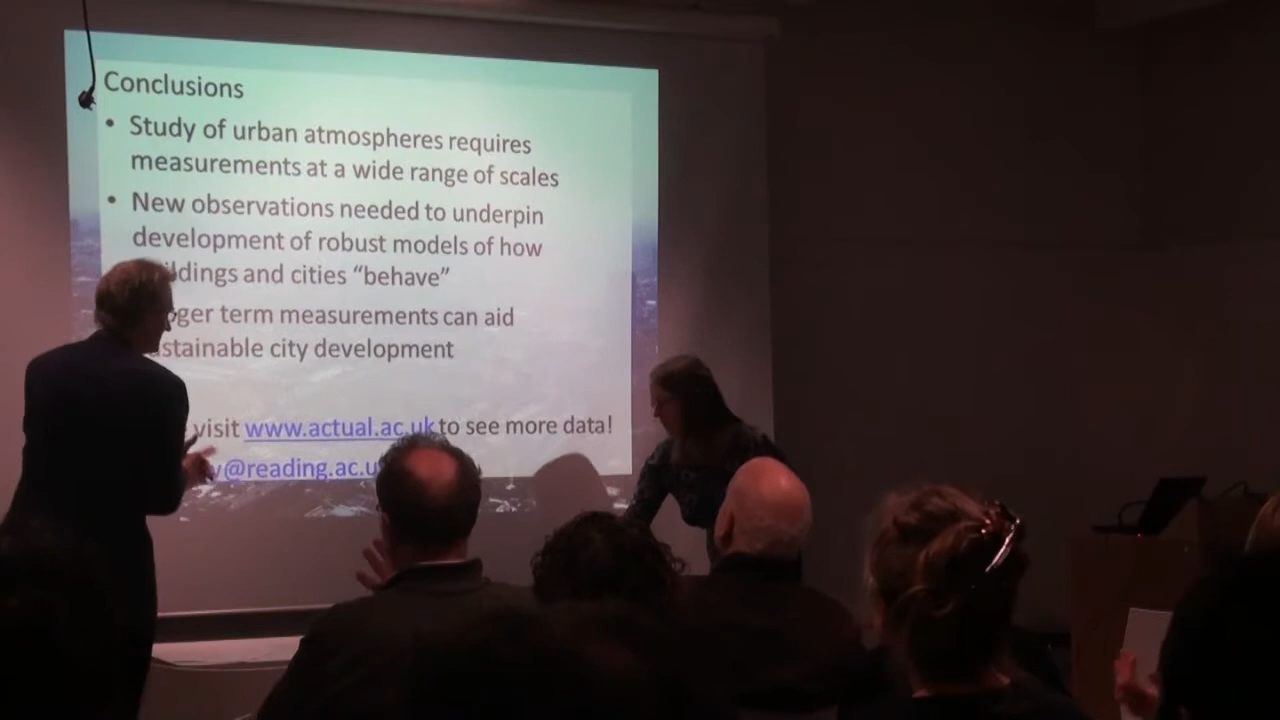 Conclusions
• Study of urban atmospheres requires
measurements at a wide range of scales
• New observations needed to underpin
development of robust models of how
ildings and cities “behave”
ger term measurements can aid
stainable city development
visit www.actual.ac.uk to see more data!
@reading.ac.u